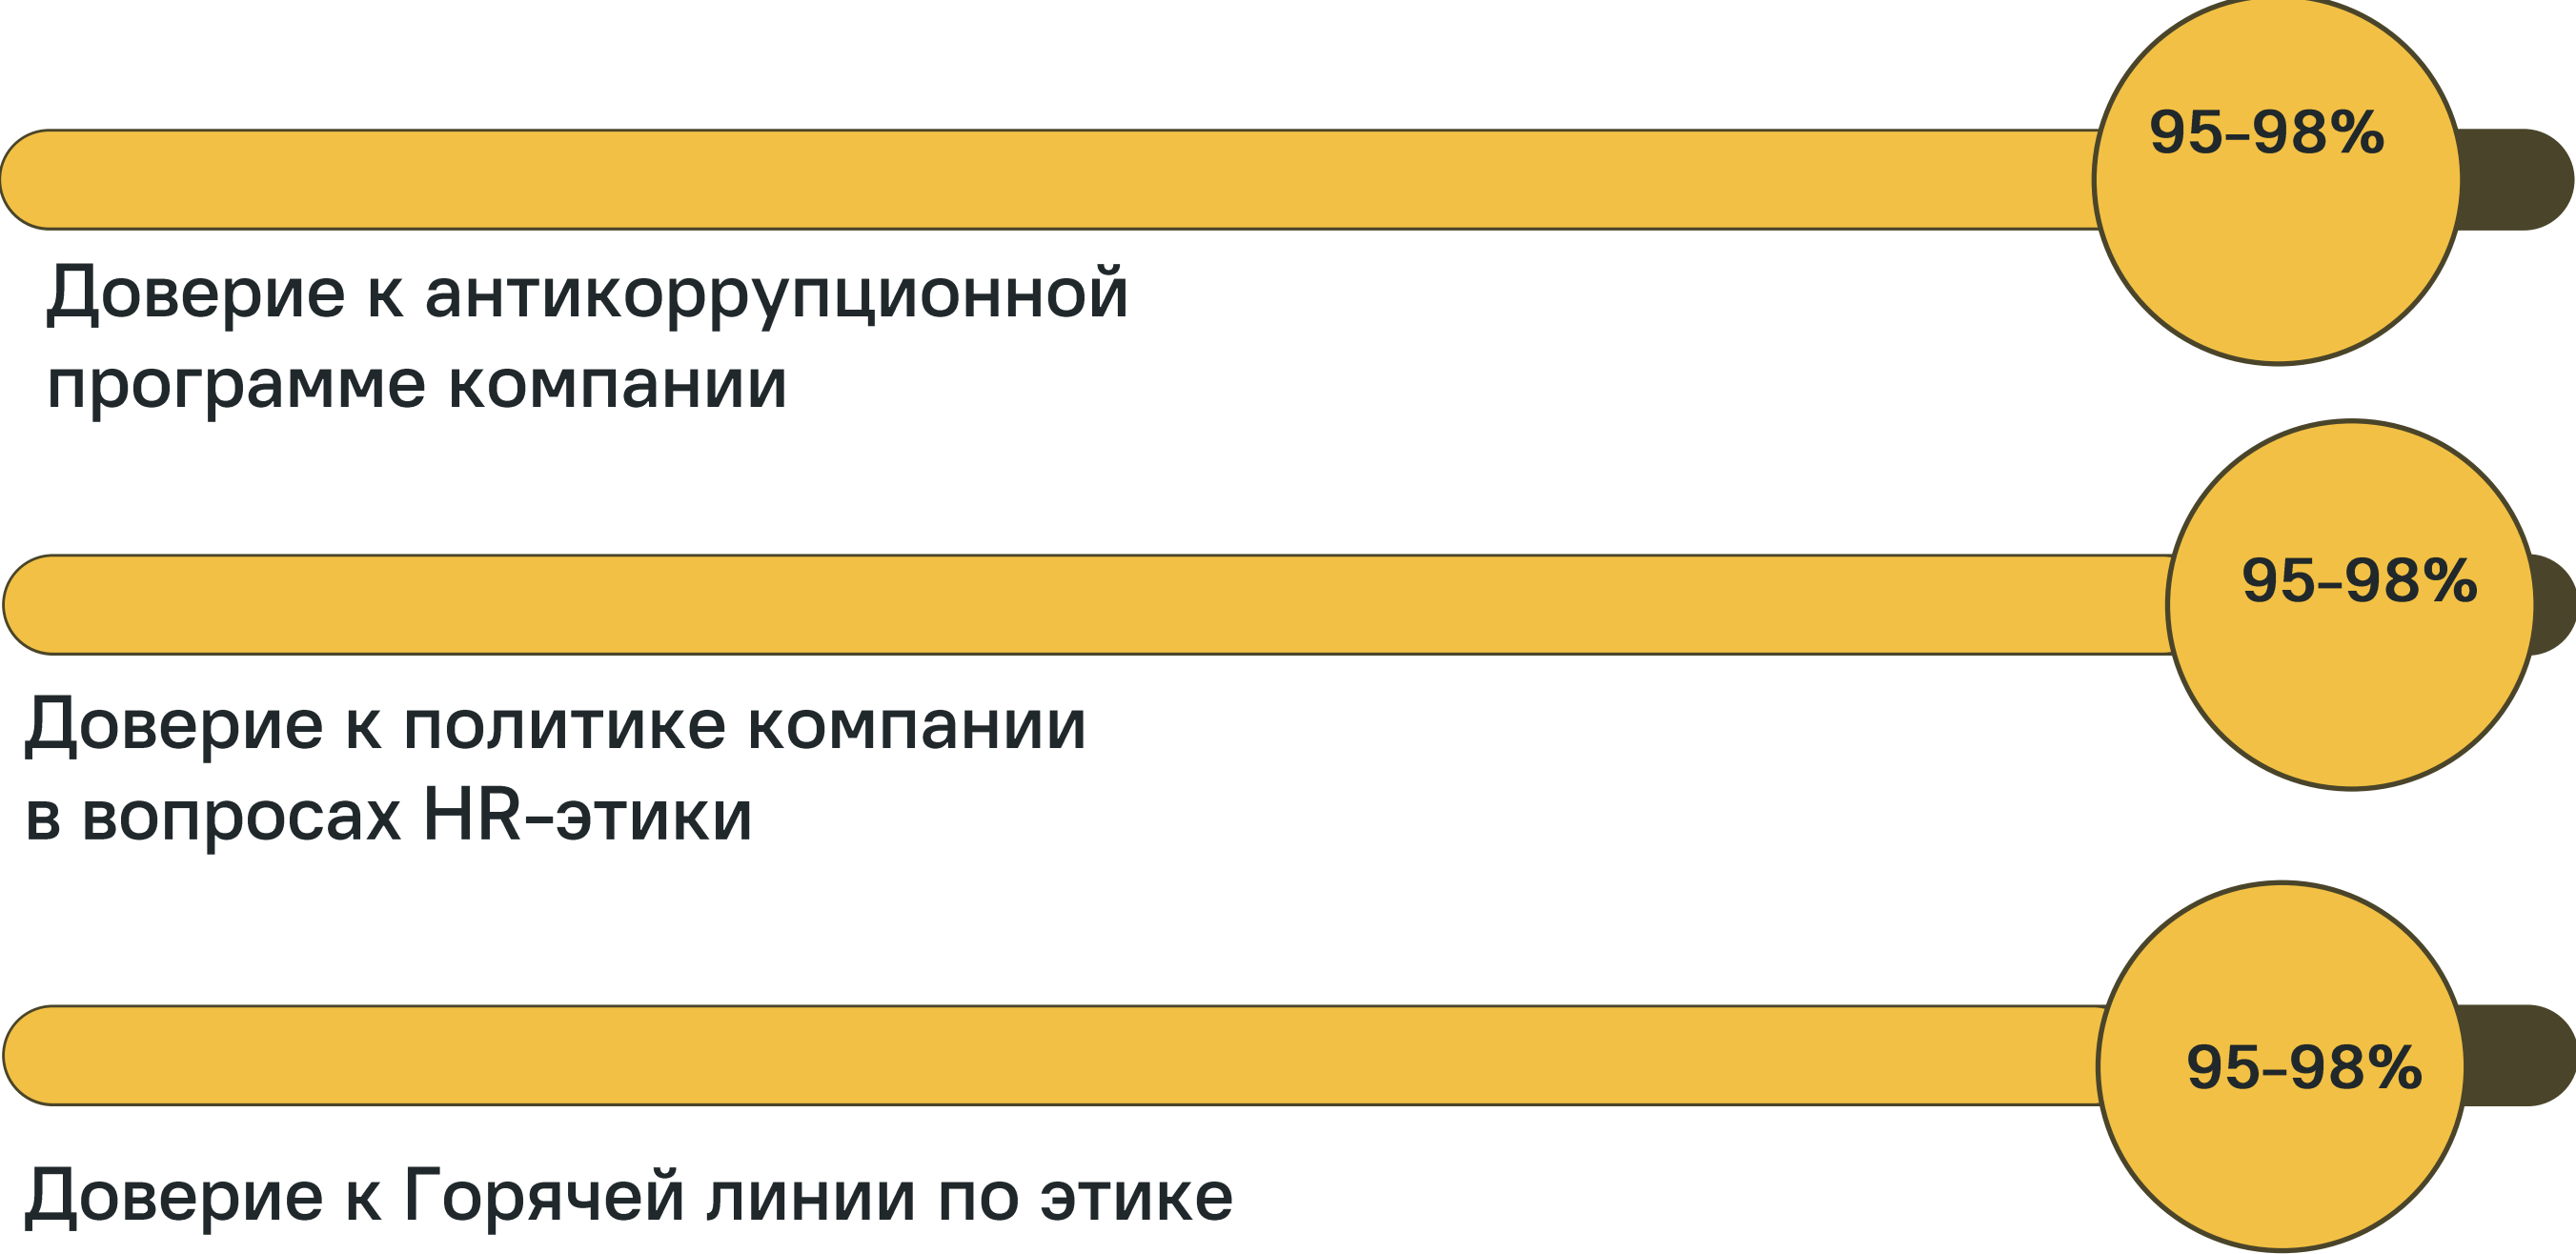 95-98%
Доверие к антикоррупционной
программе компании
95-98%
Доверие к политике компании
в вопросах HR-этики
95-98%
Доверие к Горячей линии по этике